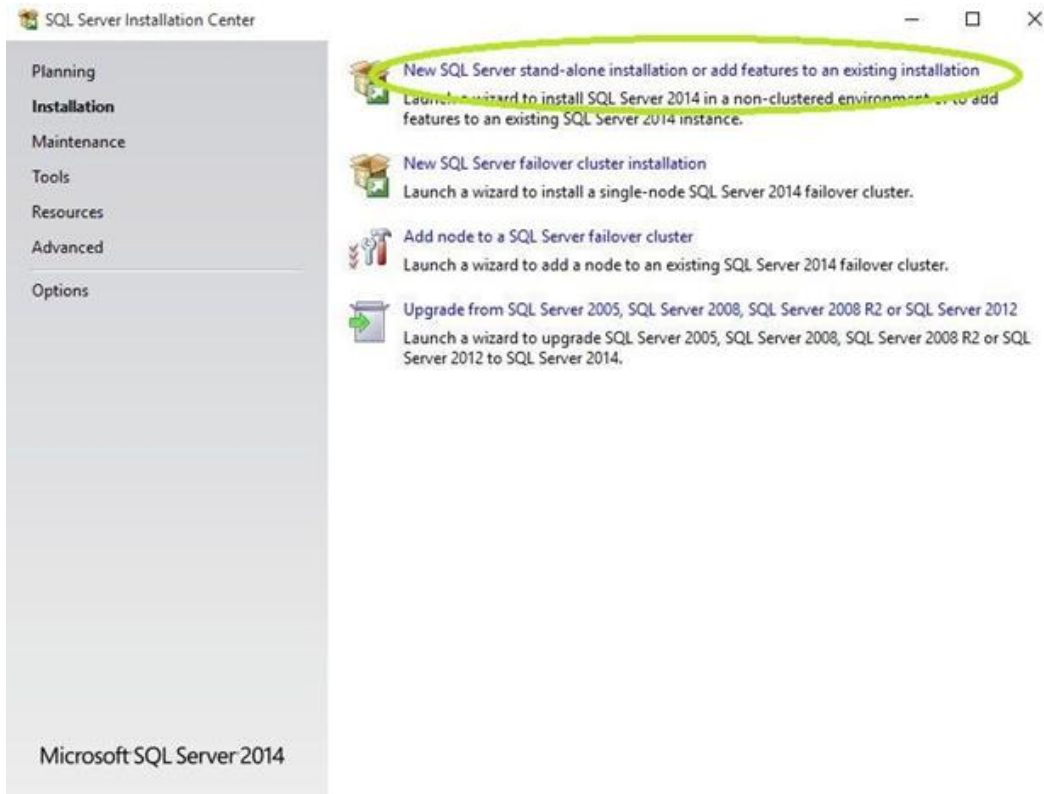 SQL Server Installation Center
Planning
Installation
Maintenance
Tools
Resources
Advanced
Options
Microsoft SQL Server 2014
New SQL Server stand-alone installation or add features to an existing installation
Launch a wizard to install SQL Server 2014 in a non-clustered environment or to add
features to an existing SQL Server 2014 instance.
New SQL Server failover cluster installation
Launch a wizard to install a single-node SQL Server 2014 failover cluster.
Add node to a SQL Server failover cluster
Launch a wizard to add a node to an existing SQL Server 2014 failover cluster.
Upgrade from SQL Server 2005, SQL Server 2008, SQL Server 2008 R2 or SQL Server 2012
Launch a wizard to upgrade SQL Server 2005, SQL Server 2008, SQL Server 2008 R2 or SQL
Server 2012 to SQL Server 2014.